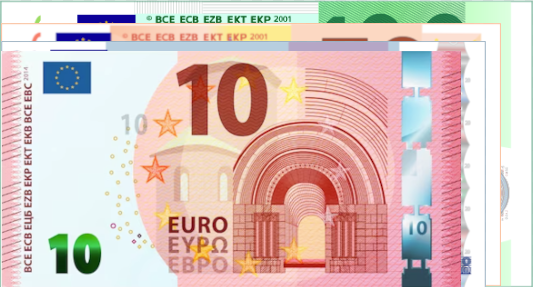 © BCE ECB EZB EKT EKP 2001
© BCE ECB EZB EKT EKP 2001
BCE ECB ЕЦБ EZB EKP EKT EKB BĊE EBC 2014
10
10
EURO
ΕΥΡΩ
ЕВРО
10
10